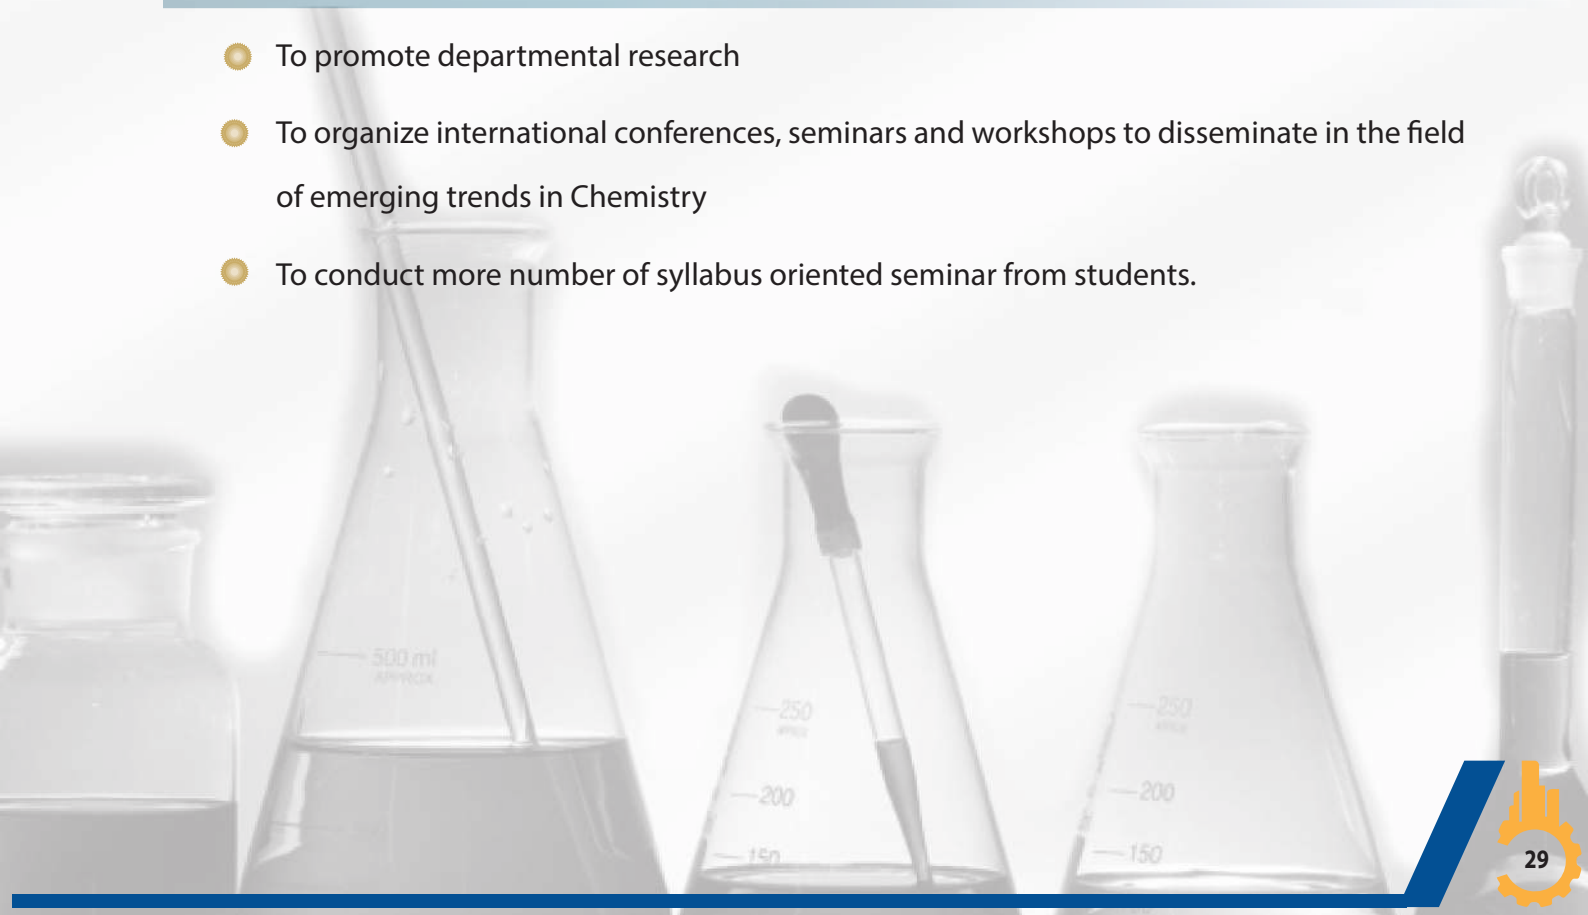 To promote departmental research
To organize international conferences, seminars and workshops to disseminate in the field
of emerging trends in Chemistry
To conduct more number of syllabus oriented seminar from students.
500 ml
APPROX
250
200
150
250
200
150
29